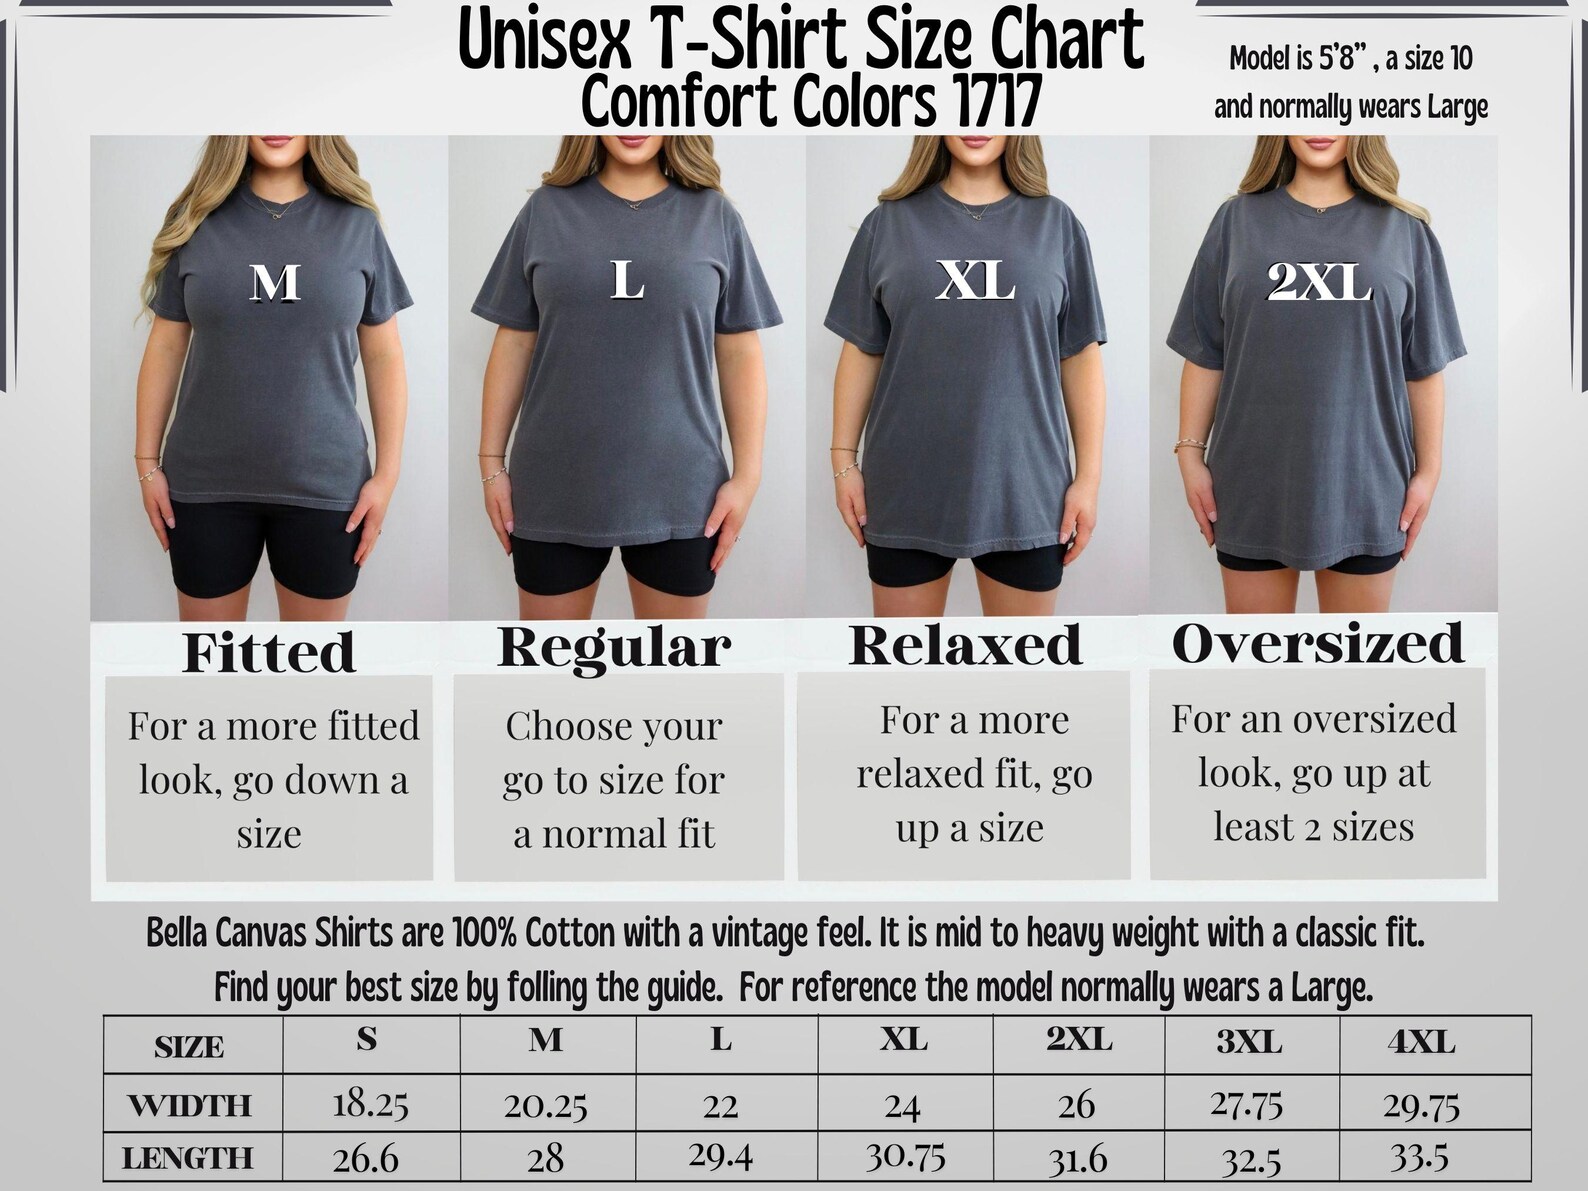 Unisex T-Shirt Size Chart
Comfort Colors 1717
Model is 5'8" , a size 10
and normally wears Large
M
L
XL
2XL
Fitted
For a more fitted
look, go down a
size
Regular
Choose your
go to size for
a normal fit
Relaxed
For a more
relaxed fit, go
up a size
Oversized
For an oversized
look, go up at
least 2 sizes
Bella Canvas Shirts are 100% Cotton with a vintage feel. It is mid to heavy weight with a classic fit.
Find your best size by folling the guide. For reference the model normally wears a Large.
SIZE S M L XL 2XL 3XL 4XL
WIDTH 18.25 20.25 22 24 26 27.75 29.75
LENGTH 26.6 28 29.4 30.75 31.6 32.5 33.5